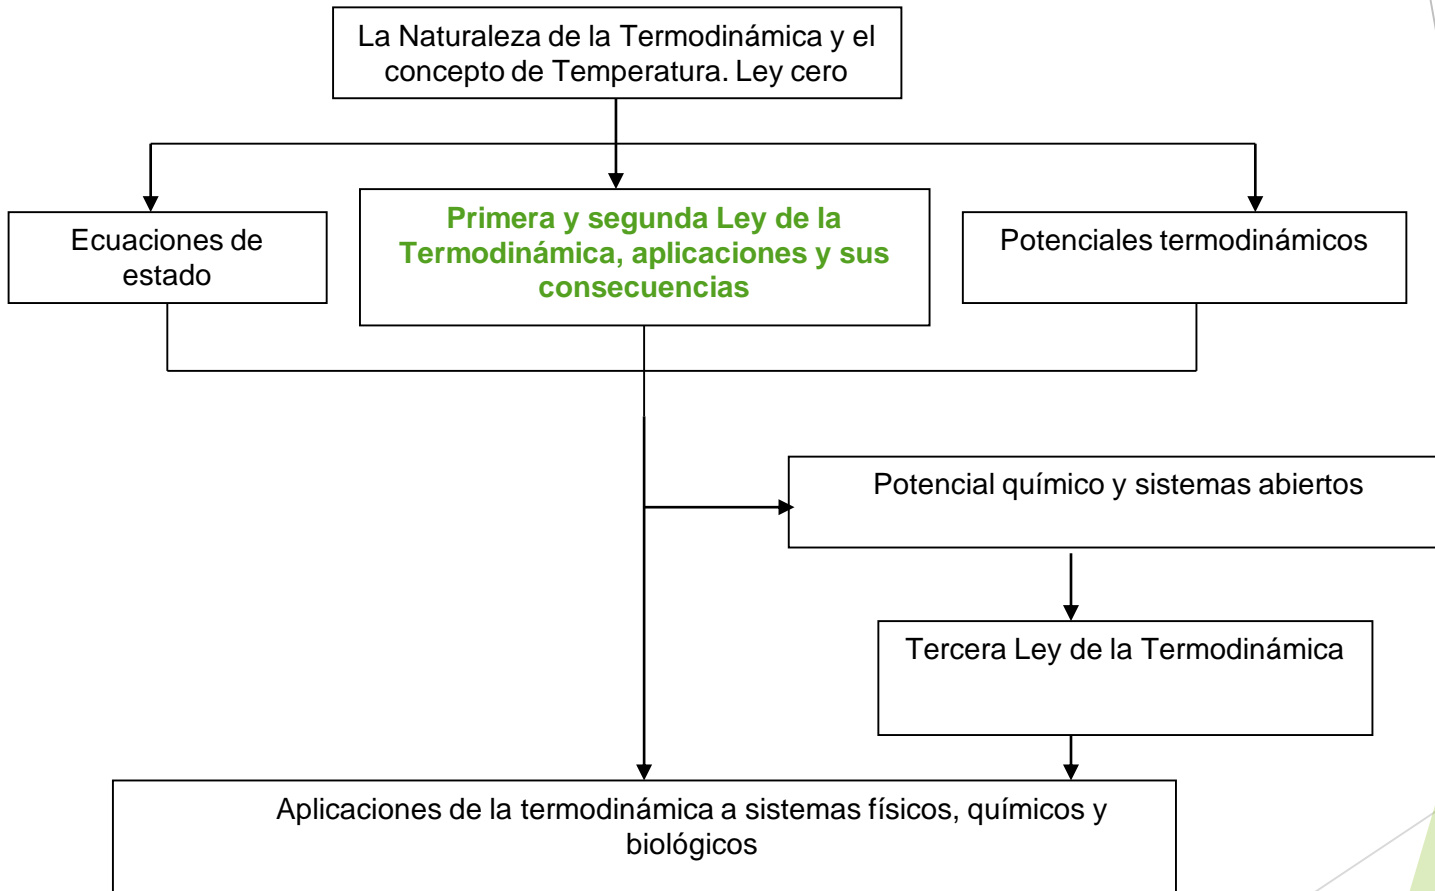 La Naturaleza de la Termodinámica y el
concepto de Temperatura. Ley cero
Ecuaciones de
estado
Primera y segunda Ley de la
Termodinámica, aplicaciones y sus
consecuencias
Potenciales termodinámicos
Potencial químico y sistemas abiertos
Tercera Ley de la Termodinámica
Aplicaciones de la termodinámica a sistemas físicos, químicos y
biológicos